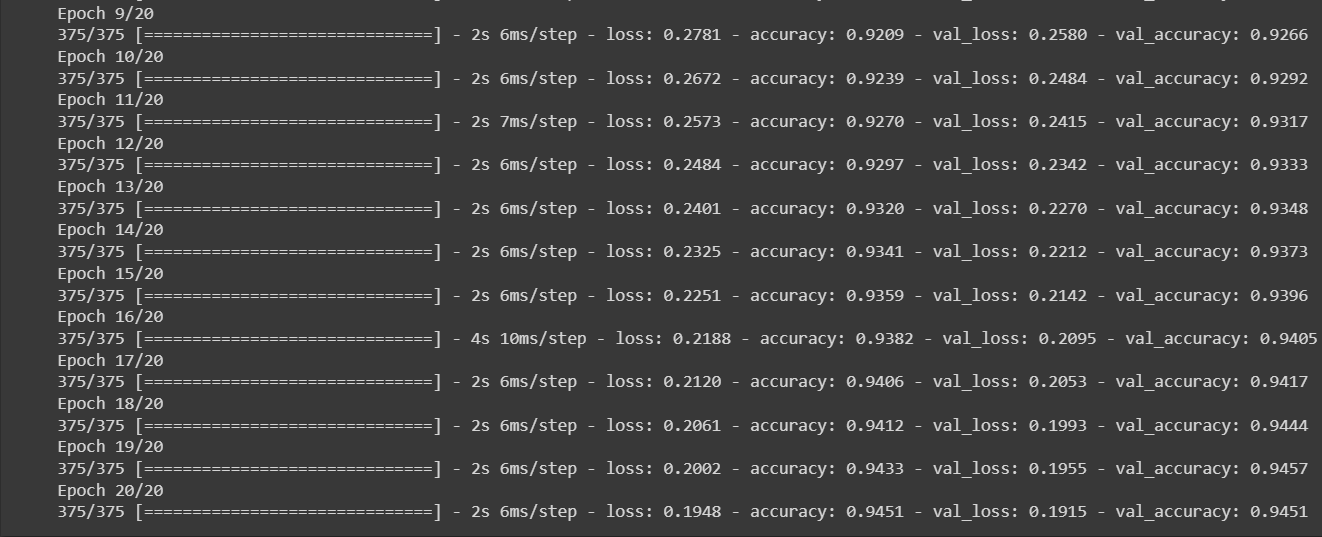 Epoch 9/20
375/375 [==============================] - 2s 6ms/step - loss: 0.2781 - accuracy: 0.9209 - val_loss: 0.2580 - val_accuracy: 0.9266
Epoch 10/20
375/375 [==============================] - 2s 6ms/step - loss: 0.2672 - accuracy: 0.9239 - val_loss: 0.2484 - val_accuracy: 0.9292
Epoch 11/20
375/375 [==============================] - 2s 7ms/step - loss: 0.2573 - accuracy: 0.9270 - val_loss: 0.2415 - val_accuracy: 0.9317
Epoch 12/20
375/375 [==============================] - 2s 6ms/step - loss: 0.2484 - accuracy: 0.9297 - val_loss: 0.2342 - val_accuracy: 0.9333
Epoch 13/20
375/375 [==============================] - 2s 6ms/step - loss: 0.2401 - accuracy: 0.9320 - val_loss: 0.2270 - val_accuracy: 0.9348
Epoch 14/20
375/375 [==============================] - 2s 6ms/step - loss: 0.2325 - accuracy: 0.9341 - val_loss: 0.2212 - val_accuracy: 0.9373
Epoch 15/20
375/375 [==============================] - 2s 6ms/step - loss: 0.2251 - accuracy: 0.9359 - val_loss: 0.2142 - val_accuracy: 0.9396
Epoch 16/20
375/375 [==============================] - 4s 10ms/step - loss: 0.2188 - accuracy: 0.9382 - val_loss: 0.2095 - val_accuracy: 0.9405
Epoch 17/20
375/375 [==============================] - 2s 6ms/step - loss: 0.2120 - accuracy: 0.9406 - val_loss: 0.2053 - val_accuracy: 0.9417
Epoch 18/20
375/375 [==============================] - 2s 6ms/step - loss: 0.2061 - accuracy: 0.9412 - val_loss: 0.1993 - val_accuracy: 0.9444
Epoch 19/20
375/375 [==============================] - 2s 6ms/step - loss: 0.2002 - accuracy: 0.9433 - val_loss: 0.1955 - val_accuracy: 0.9457
Epoch 20/20
375/375 [==============================] - 2s 6ms/step - loss: 0.1948 - accuracy: 0.9451 - val_loss: 0.1915 - val_accuracy: 0.9451